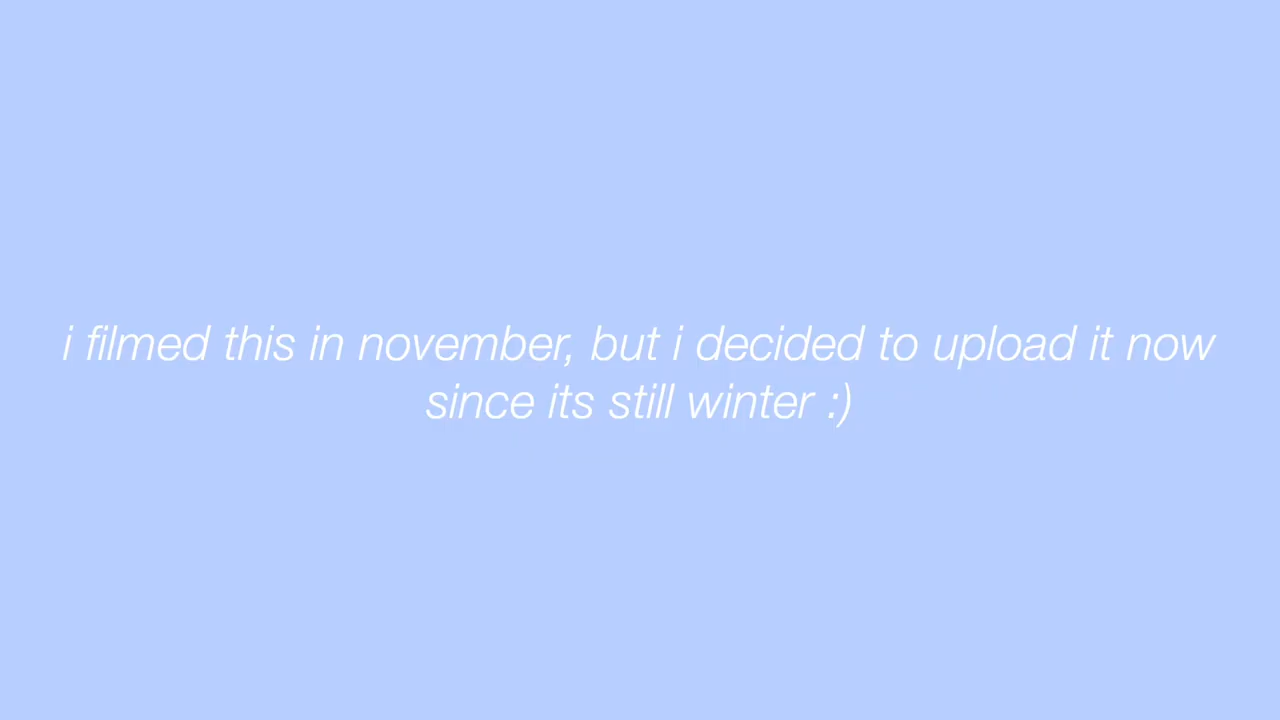 i filmed this in november, but i decided to upload it now
since its still winter :)